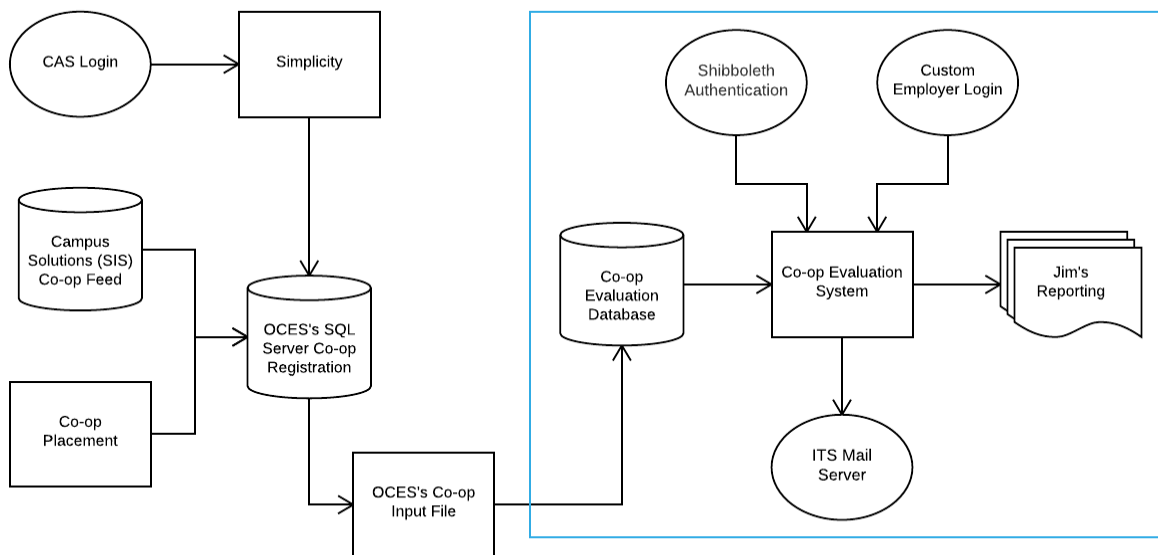 CAS Login
Simplicity
Shibboleth
Authentication
Custom
Employer Login
Campus
Solutions (SIS)
Co-op Feed
OCES's SQL
Server Co-op
Registration
Co-op
Placement
OCES's Co-op
Input File
Co-op
Evaluation
Database
Co-op Evaluation
System
Jim's
Reporting
ITS Mail
Server